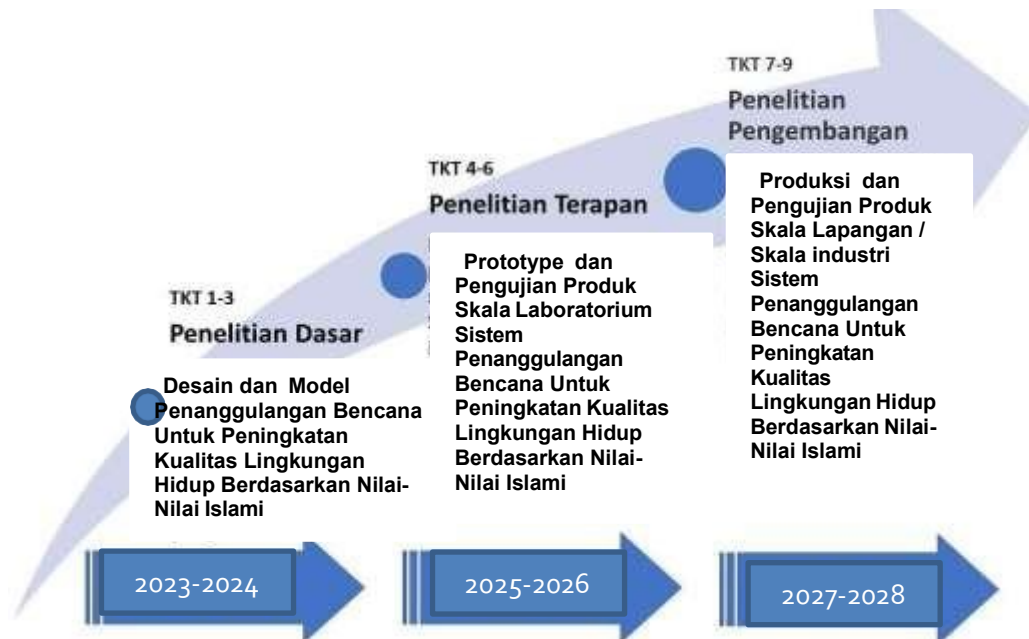 TKT 1-3
Penelitian Dasar
Desain dan Model
Penanggulangan Bencana
Untuk Peningkatan
Kualitas Lingkungan
Hidup Berdasarkan Nilai-
Nilai Islami
2023-2024
TKT 4-6
Penelitian Terapan
Prototype dan
Pengujian Produk
Skala Laboratorium
Sistem
Penanggulangan
Bencana Untuk
Peningkatan Kualitas
Lingkungan Hidup
Berdasarkan Nilai-
Nilai Islami
2025-2026
TKT 7-9
Penelitian
Pengembangan
Produksi dan
Pengujian Produk
Skala Lapangan /
Skala industri
Sistem
Penanggulangan
Bencana Untuk
Peningkatan
Kualitas
Lingkungan Hidup
Berdasarkan Nilai-
Nilai Islami
2027-2028